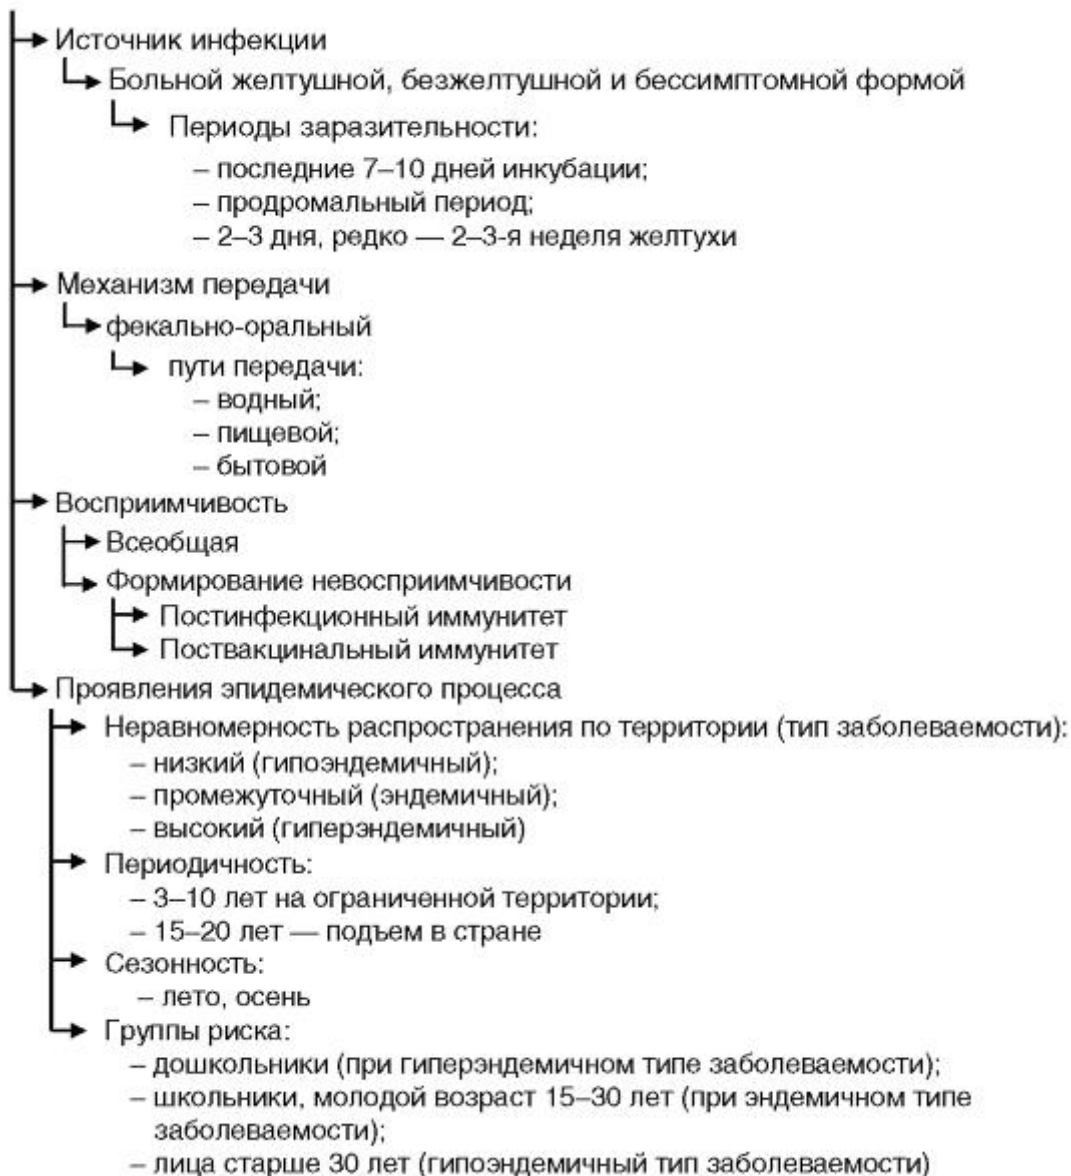 Источник инфекции
Больной желтушной, безжелтушной и бессимптомной формой
Периоды заразительности:
– последние 7–10 дней инкубации;
– продромальный период;
– 2–3 дня, редко — 2–3-я неделя желтухи
Механизм передачи
фекально-оральный
пути передачи:
– водный;
– пищевой;
– бытовой
Восприимчивость
Всеобщая
Формирование невосприимчивости
Постинфекционный иммунитет
Поствакцинальный иммунитет
Проявления эпидемического процесса
Неравномерность распространения по территории (тип заболеваемости):
– низкий (гипоэндемичный);
– промежуточный (эндемичный);
– высокий (гиперэндемичный)
Периодичность:
– 3–10 лет на ограниченной территории;
– 15–20 лет — подъем в стране
Сезонность:
– лето, осень
Группы риска:
– дошкольники (при гиперэндемичном типе заболеваемости);
– школьники, молодой возраст 15–30 лет (при эндемичном типе
заболеваемости);
– лица старше 30 лет (гипоэндемичный тип заболеваемости)